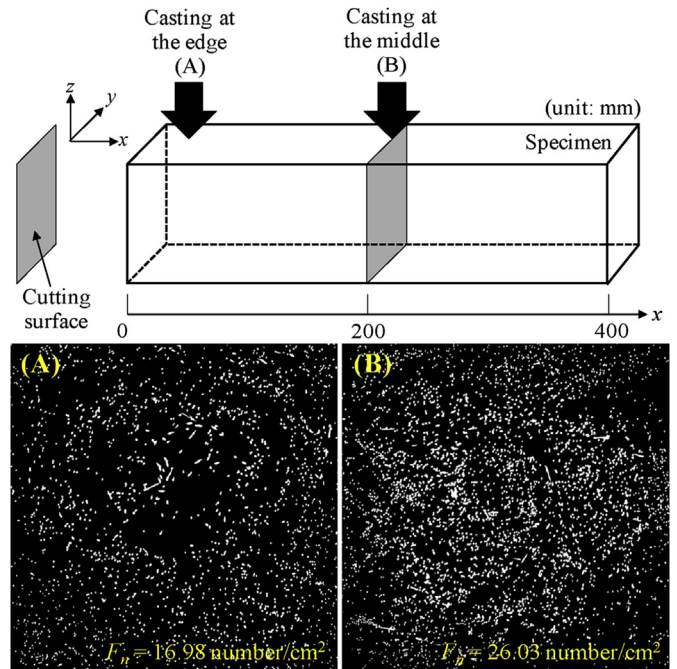 Casting at
the edge
(A)
Casting at
the middle
(B)
(unit: mm)
z
y
x
Specimen
Cutting
surface
0
200
400
x
(A)
(B)
Fn = 16.98 number/cm²
Fn = 26.03 number/cm²